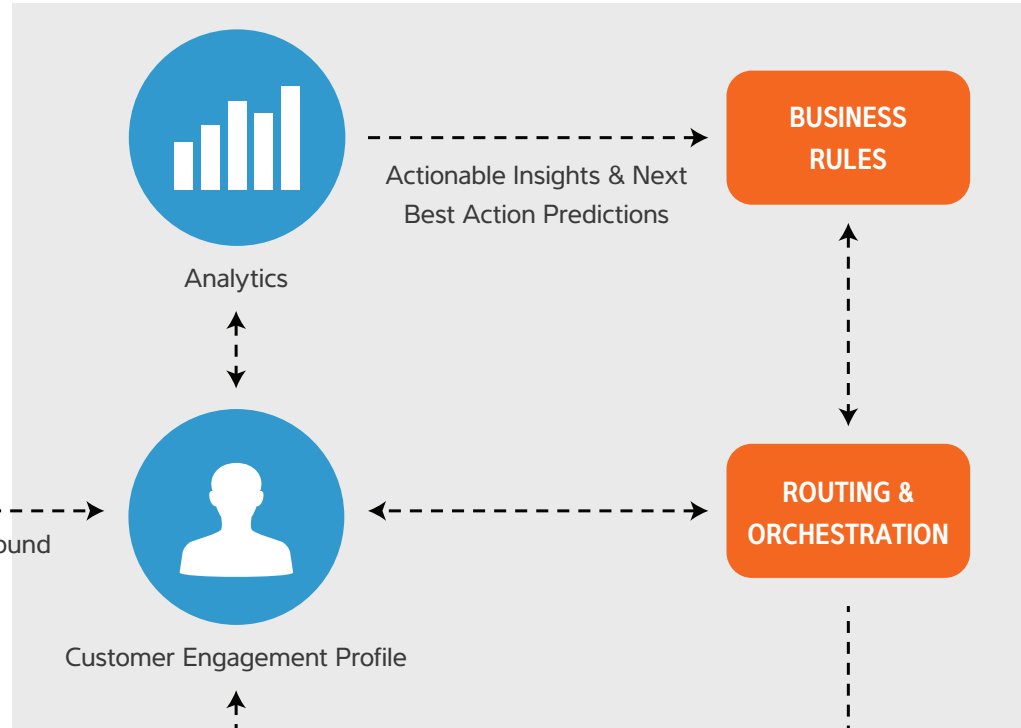 BUSINESS
RULES
Actionable Insights & Next
Best Action Predictions
Analytics
ROUTING &
ORCHESTRATION
Customer Engagement Profile